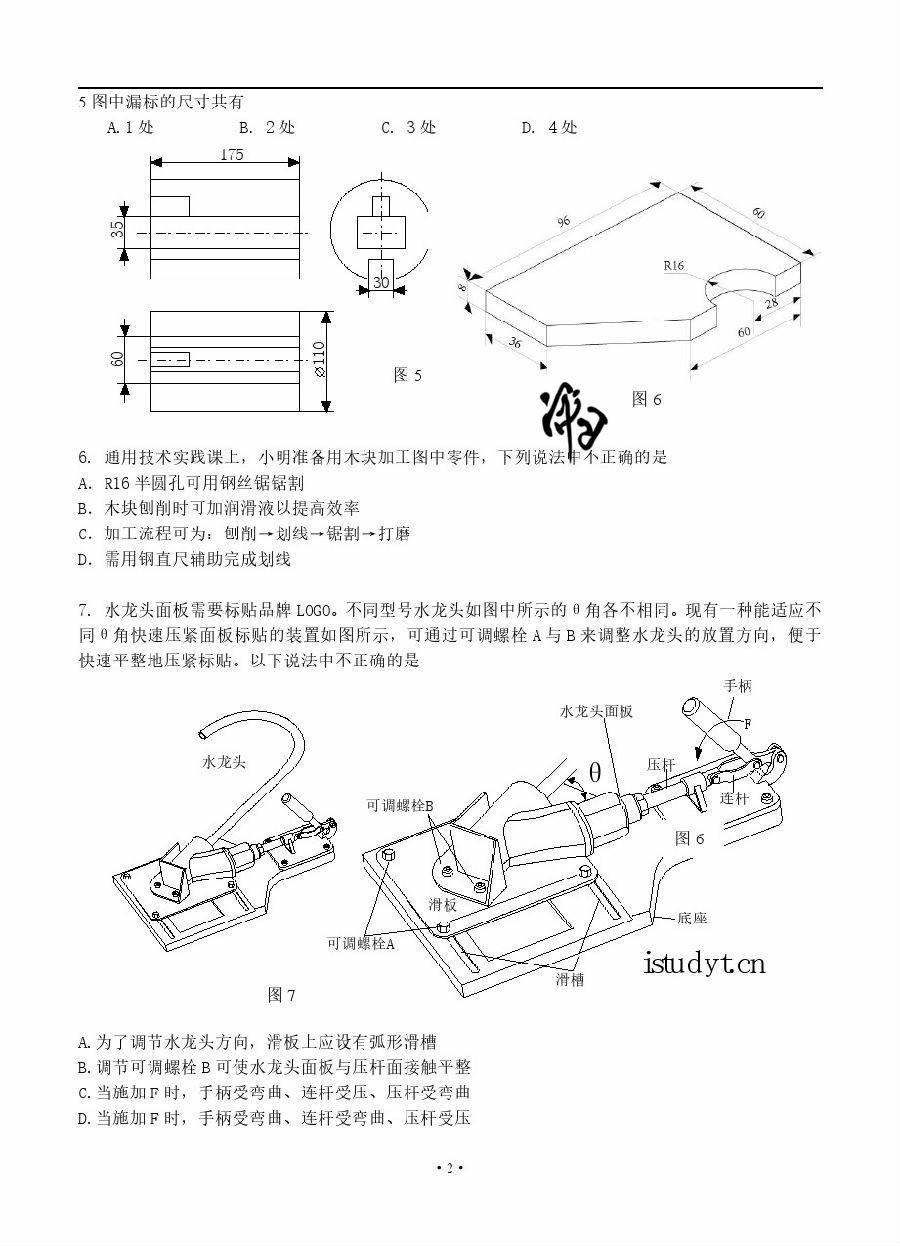 5 图中漏标的尺寸共有
A.1 处 B. 2 处 C. 3 处 D. 4 处
175
35
30
60
⌀110
图 5
96
60
R16
8
28
60
36
图 6
6. 通用技术实践课上，小明准备用木块加工图中零件，下列说法中不正确的是
A. R16 半圆孔可用钢丝锯锯割
B. 木块刨削时可加润滑液以提高效率
C. 加工流程可为：刨削→划线→锯割→打磨
D. 需用钢直尺辅助完成划线
7. 水龙头面板需要标贴品牌 LOGO。不同型号水龙头如图中所示的 θ 角各不相同。现有一种能适应不
同 θ 角快速压紧面板标贴的装置如图所示，可通过可调螺栓 A 与 B 来调整水龙头的放置方向，便于
快速平整地压紧标贴。以下说法中不正确的是
手柄
水龙头面板
F
水龙头
θ
压杆
连杆
可调螺栓B
图 6
滑板
底座
可调螺栓A
istudyt.cn
滑槽
图 7
A.为了调节水龙头方向，滑板上应设有弧形滑槽
B.调节可调螺栓 B 可使水龙头面板与压杆面接触平整
C.当施加 F 时，手柄受弯曲、连杆受压、压杆受弯曲
D.当施加 F 时，手柄受弯曲、连杆受弯曲、压杆受压
·2·